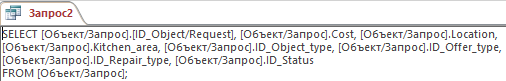 Запрос2
SELECT [Объект/Запрос].[ID_Object/Request], [Объект/Запрос].Cost, [Объект/Запрос].Location,
[Объект/Запрос].Kitchen_area, [Объект/Запрос].ID_Object_type, [Объект/Запрос].ID_Offer_type,
[Объект/Запрос].ID_Repair_type, [Объект/Запрос].ID_Status
FROM [Объект/Запрос];